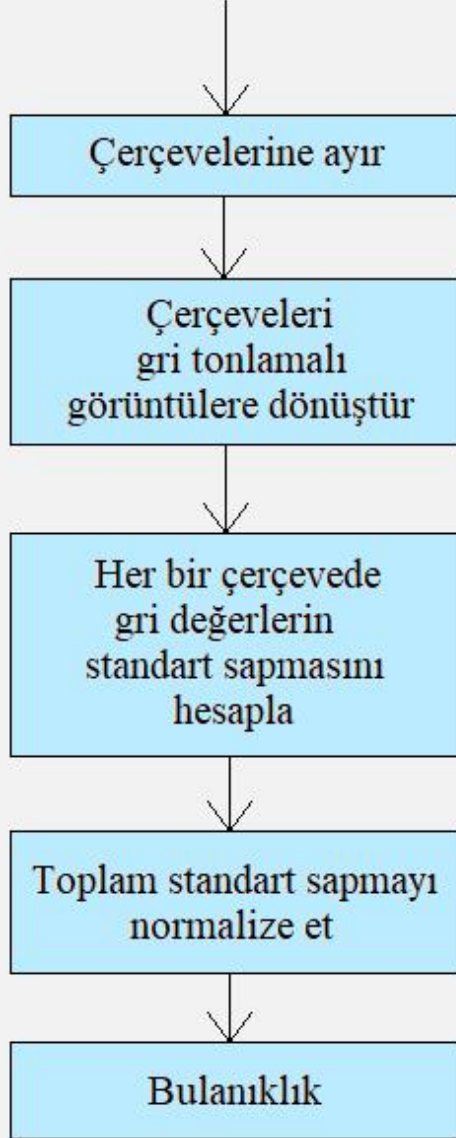 Çerçevelerine ayır
Çerçeveleri
gri tonlamalı
görüntülere dönüştür
Her bir çerçevede
gri değerlerin
standart sapmasını
hesapla
Toplam standart sapmayı
normalize et
Bulanıklık